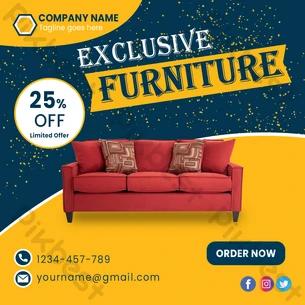 COMPANY NAME
Tagline goes here
EXCLUSIVE
FURNITURE
25%
OFF
Limited Offer
1234-457-789
ORDER NOW
yourname@gmail.com
pikbest